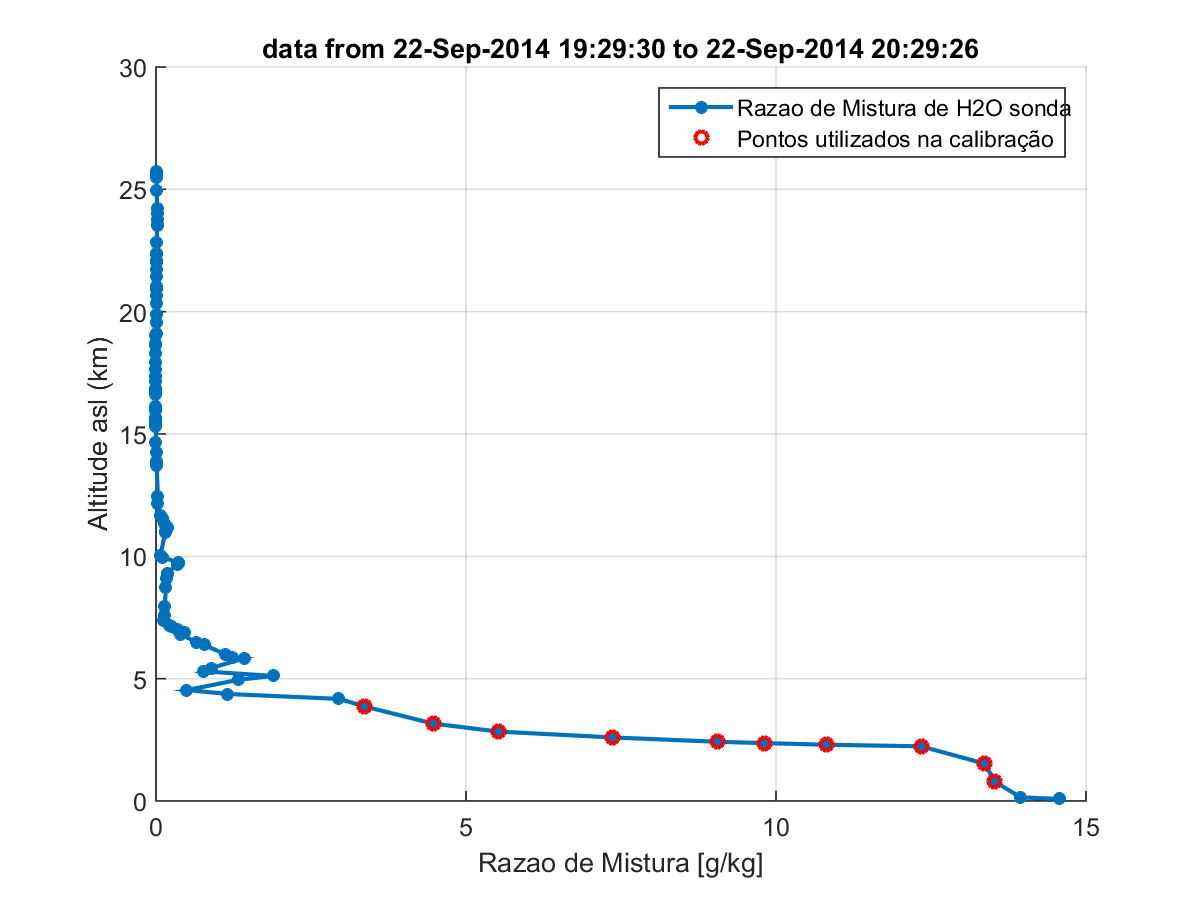 data from 22-Sep-2014 19:29:30 to 22-Sep-2014 20:29:26
Razao de Mistura de H2O sonda
Pontos utilizados na calibração
30
25
20
15
10
5
0
Altitude asl (km)
0 5 10 15
Razao de Mistura [g/kg]